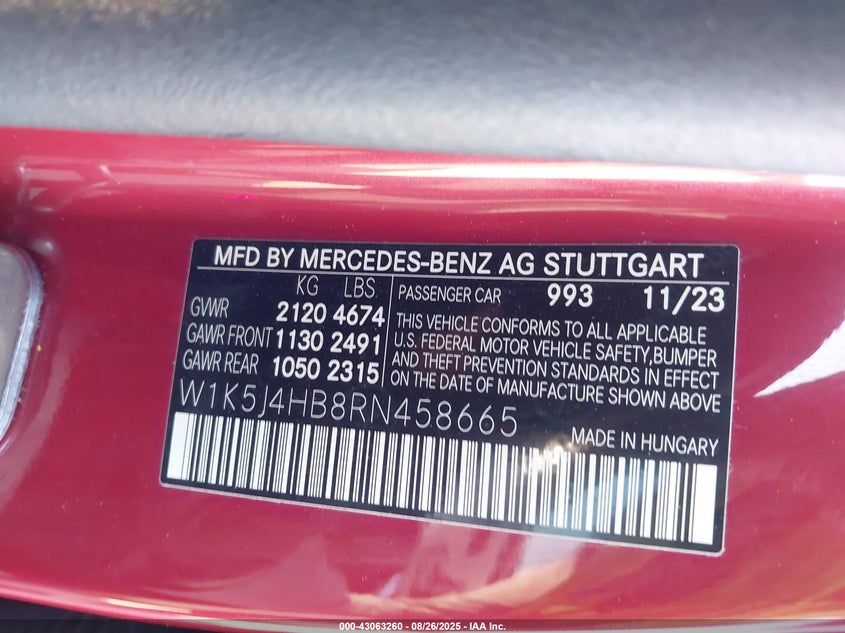 MFD BY MERCEDES-BENZ AG STUTTGART
KG LBS
GVWR 2120 4674
GAWR FRONT 1130 2491
GAWR REAR 1050 2315
PASSENGER CAR 993 11/23
THIS VEHICLE CONFORMS TO ALL APPLICABLE
U.S. FEDERAL MOTOR VEHICLE SAFETY, BUMPER
AND THEFT PREVENTION STANDARDS IN EFFECT
ON THE DATE OF MANUFACTURE SHOWN ABOVE
W1K5J4HB8RN458665
MADE IN HUNGARY
000-43063260 - 08/26/2025 - IAA Inc.